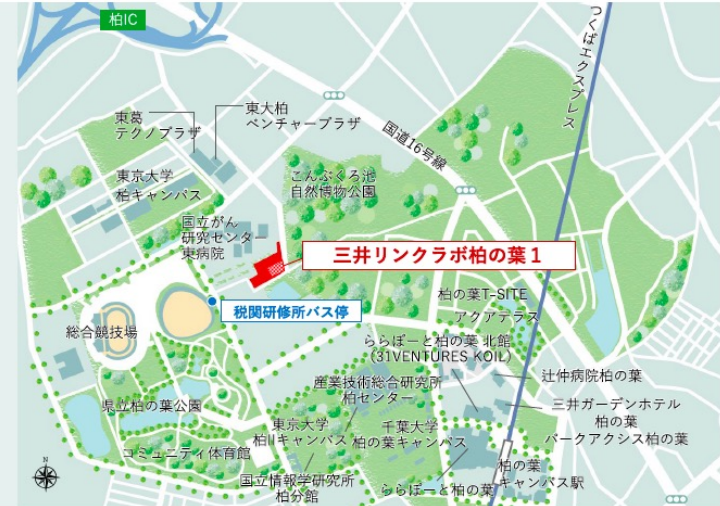 柏IC
つくばエクスプレス
東葛
テクノプラザ
東大柏
ベンチャープラザ
国道16号線
東京大学
柏キャンパス
こんぶくろ池
自然博物公園
国立がん
研究センター
東病院
三井リンクラボ柏の葉1
税関研修所バス停
柏の葉T-SITE
アクアテラス
総合競技場
ららぽーと柏の葉 北館
(31VENTURES KOIL)
辻仲病院柏の葉
産業技術総合研究所
柏センター
三井ガーデンホテル
柏の葉
パークアクシス柏の葉
県立柏の葉公園
東京大学
柏IIキャンパス
千葉大学
柏の葉キャンパス
コミュニティ体育館
国立情報学研究所
柏分館
ららぽーと柏の葉
柏の葉
キャンパス駅
N